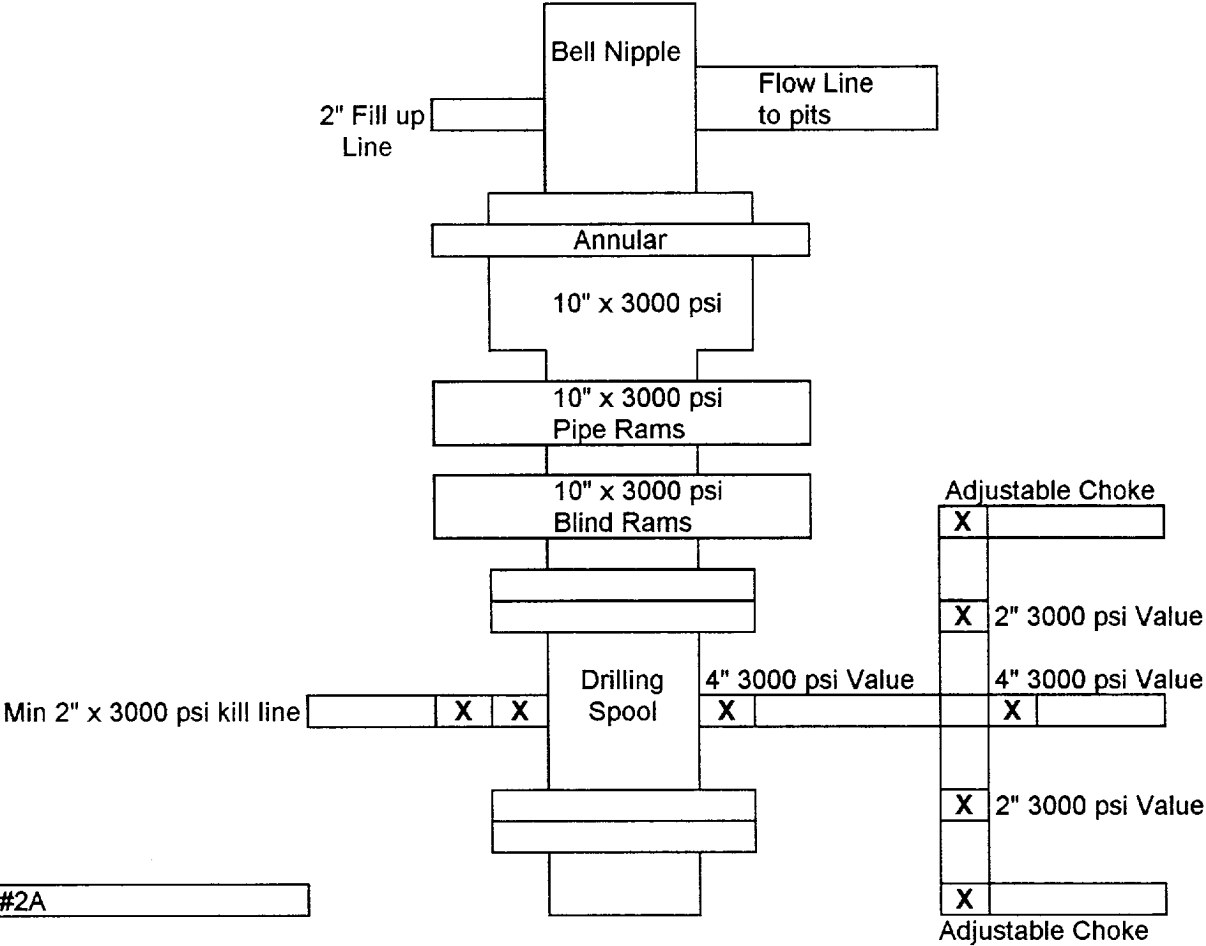 Bell Nipple
Flow Line
to pits
2" Fill up
Line
Annular
10" x 3000 psi
10" x 3000 psi
Pipe Rams
10" x 3000 psi
Blind Rams
Adjustable Choke
X
X 2" 3000 psi Value
Drilling
Spool
4" 3000 psi Value
4" 3000 psi Value
Min 2" x 3000 psi kill line
X X
X
X
X 2" 3000 psi Value
#2A
X
Adjustable Choke